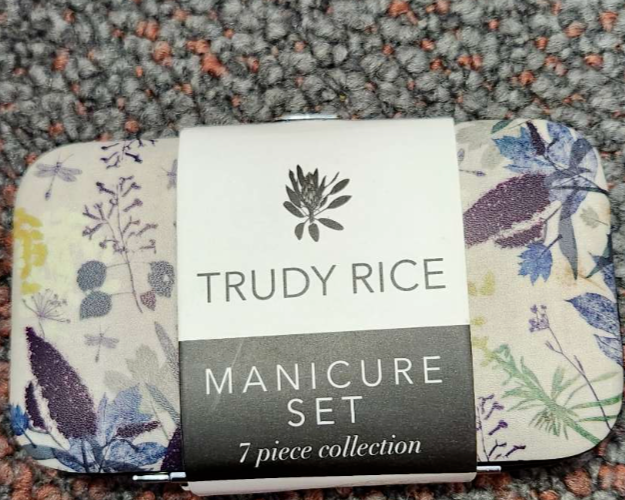 TRUDY RICE
MANICURE
SET
7 piece collection